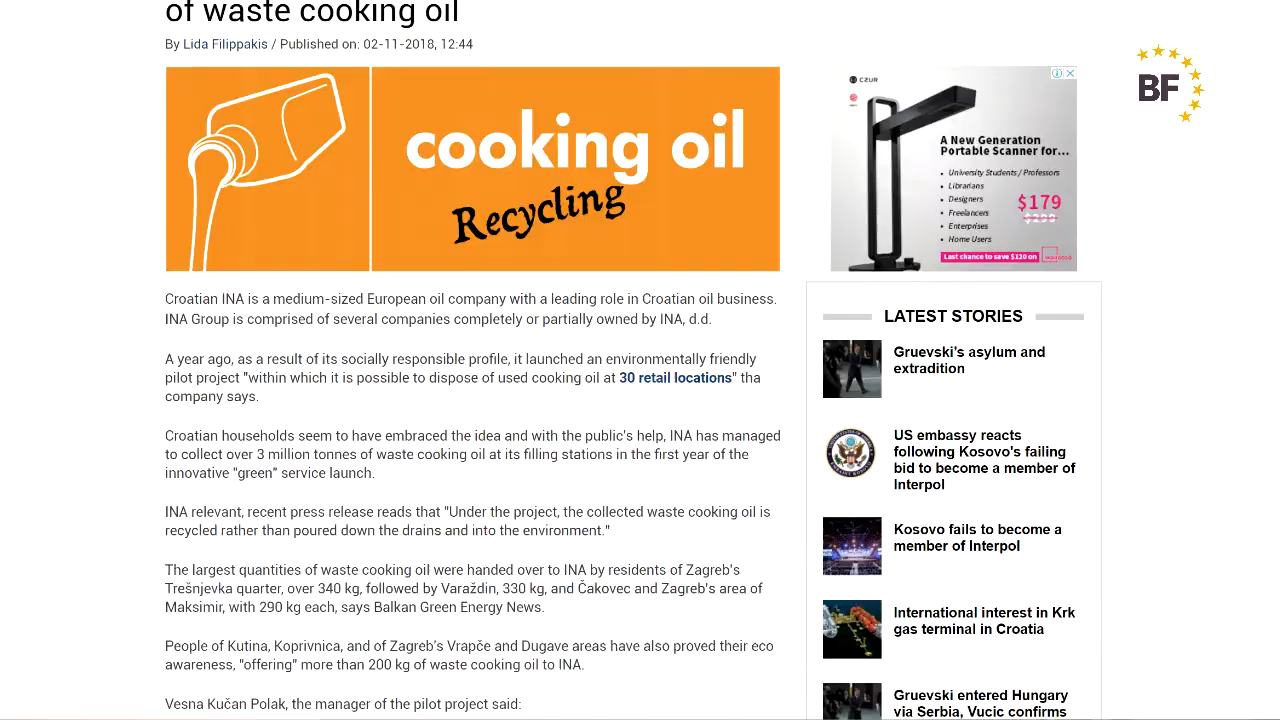 of waste cooking oil
By Lida Filippakis / Published on: 02-11-2018, 12:44
cooking oil
Recycling
Croatian INA is a medium-sized European oil company with a leading role in Croatian oil business.
INA Group is comprised of several companies completely or partially owned by INA, d.d.
A year ago, as a result of its socially responsible profile, it launched an environmentally friendly
pilot project "within which it is possible to dispose of used cooking oil at 30 retail locations" tha
company says.
Croatian households seem to have embraced the idea and with the public's help, INA has managed
to collect over 3 million tonnes of waste cooking oil at its filling stations in the first year of the
innovative "green" service launch.
INA relevant, recent press release reads that "Under the project, the collected waste cooking oil is
recycled rather than poured down the drains and into the environment."
The largest quantities of waste cooking oil were handed over to INA by residents of Zagreb's
Trešnjevka quarter, over 340 kg, followed by Varaždin, 330 kg, and Čakovec and Zagreb's area of
Maksimir, with 290 kg each, says Balkan Green Energy News.
People of Kutina, Koprivnica, and of Zagreb's Vrapče and Dugave areas have also proved their eco
awareness, "offering" more than 200 kg of waste cooking oil to INA.
Vesna Kučan Polak, the manager of the pilot project said:
CZUR
A New Generation
Portable Scanner for...
• University Students / Professors
• Librarians
• Designers
• Freelancers
• Enterprises
• Home Users
$179
$299
Last chance to save $120 on
BF
LATEST STORIES
Gruevski's asylum and
extradition
US embassy reacts
following Kosovo's failing
bid to become a member of
Interpol
Kosovo fails to become a
member of Interpol
International interest in Krk
gas terminal in Croatia
Gruevski entered Hungary
via Serbia, Vucic confirms